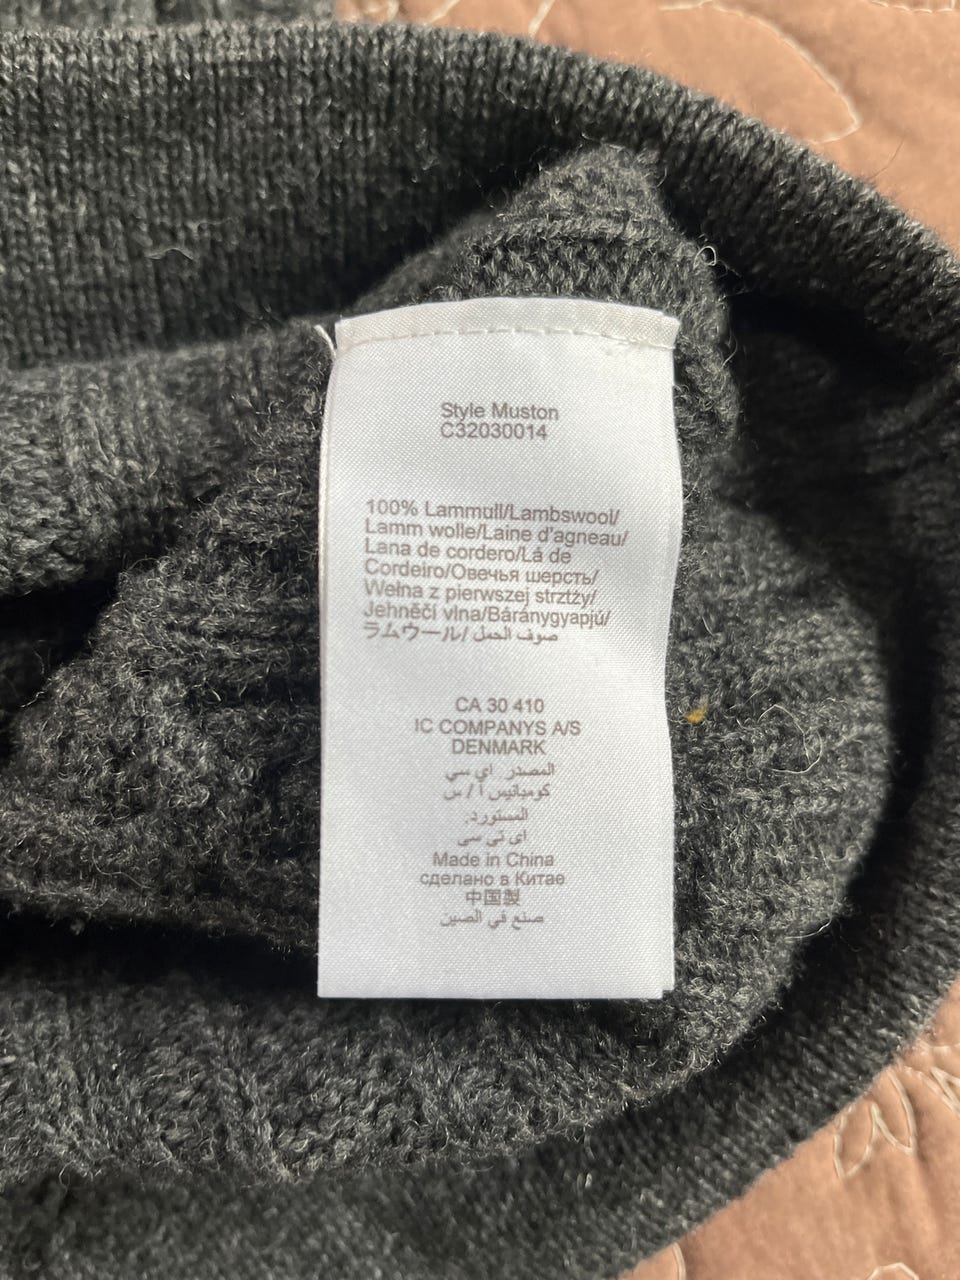 Style Muston
C32030014
100% Lammull/Lambswool/
Lamm wolle/Laine d'agneau/
Lana de cordero/Lá de
Cordeiro/Овечья шерсть/
Wełna z pierwszej strztży/
Jehněčí vlna/Báránygyapjú/
ラムウール/ صوف الحمل
CA 30 410
IC COMPANYS A/S
DENMARK
المصدر اي سي
كومبانيس ا / س
المستورد.
اى تى سى
Made in China
сделано в Китае
中国製
صنع في الصين